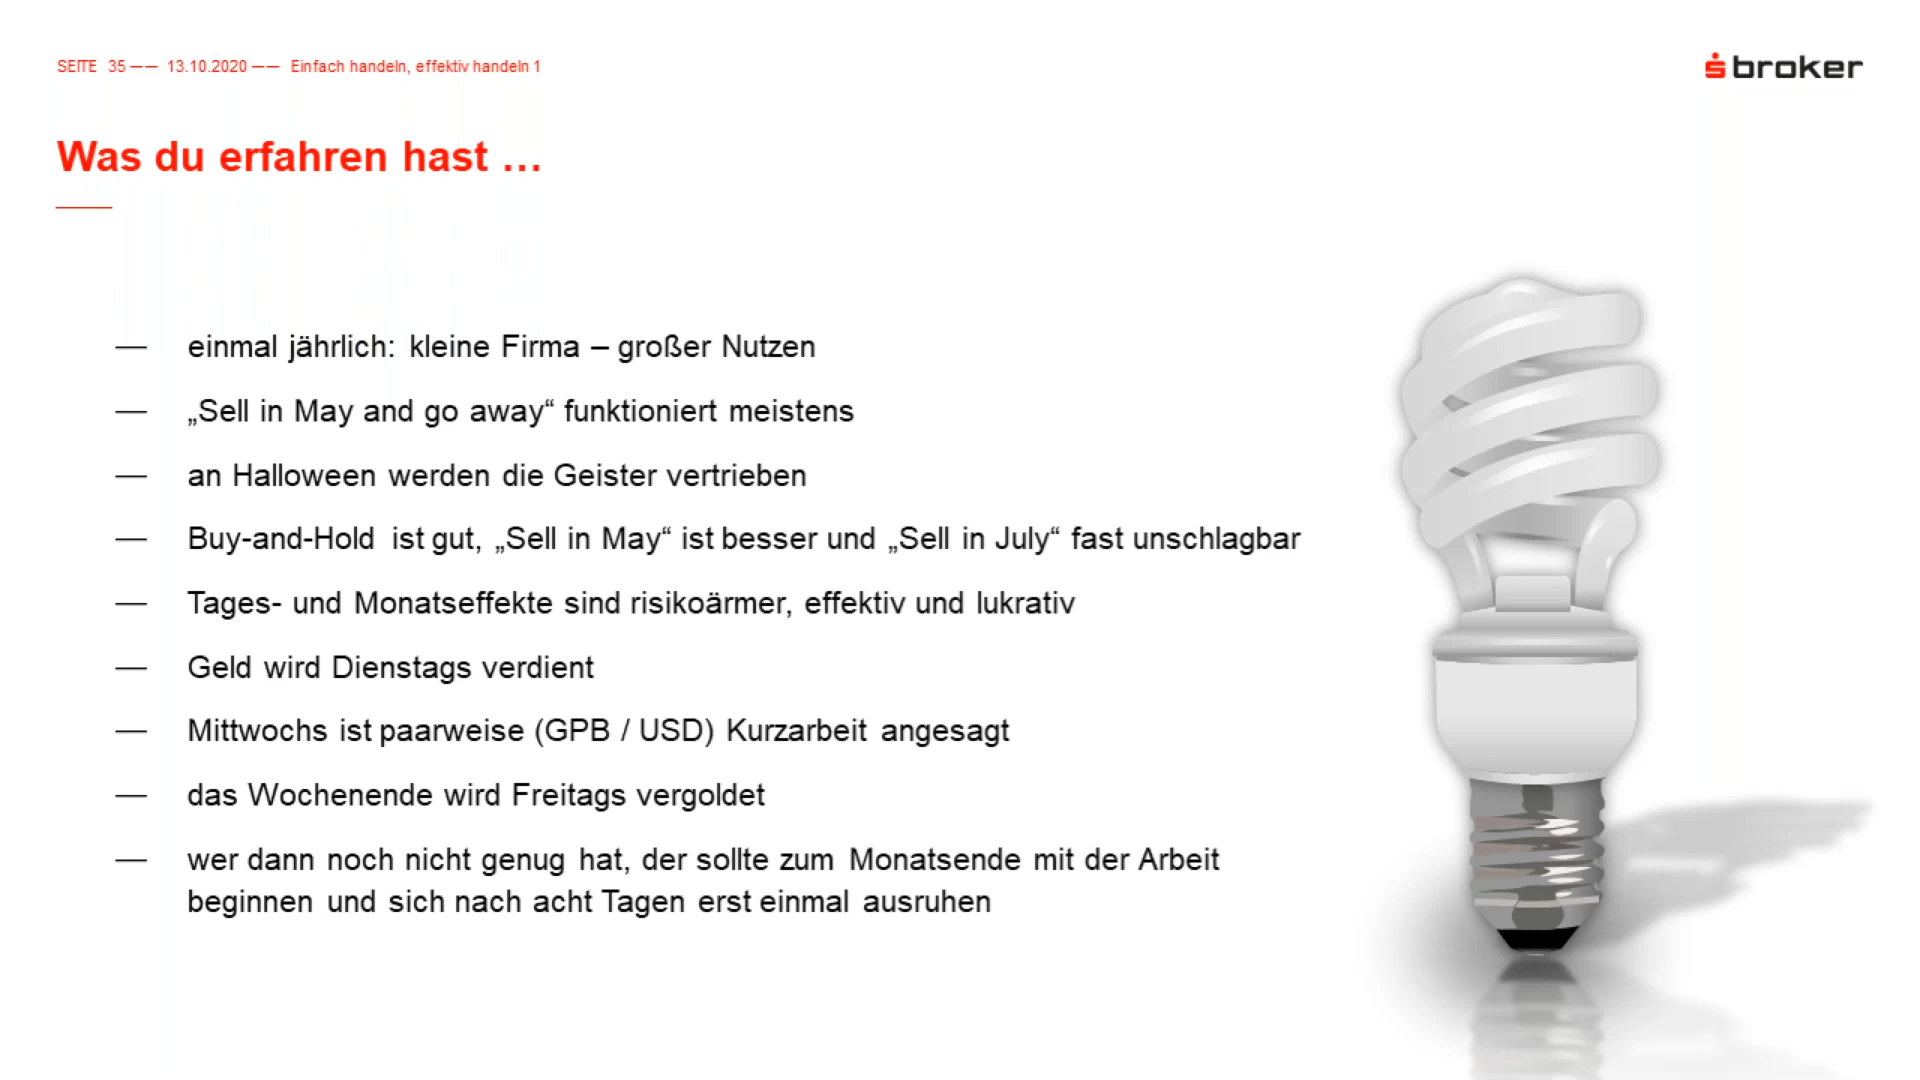 SEITE 35 —— 13.10.2020 —— Einfach handeln, effektiv handeln 1
broker
Was du erfahren hast …
— einmal jährlich: kleine Firma – großer Nutzen
— „Sell in May and go away“ funktioniert meistens
— an Halloween werden die Geister vertrieben
— Buy-and-Hold ist gut, „Sell in May“ ist besser und „Sell in July“ fast unschlagbar
— Tages- und Monatseffekte sind risikoärmer, effektiv und lukrativ
— Geld wird Dienstags verdient
— Mittwochs ist paarweise (GPB / USD) Kurzarbeit angesagt
— das Wochenende wird Freitags vergoldet
— wer dann noch nicht genug hat, der sollte zum Monatsende mit der Arbeit
beginnen und sich nach acht Tagen erst einmal ausruhen